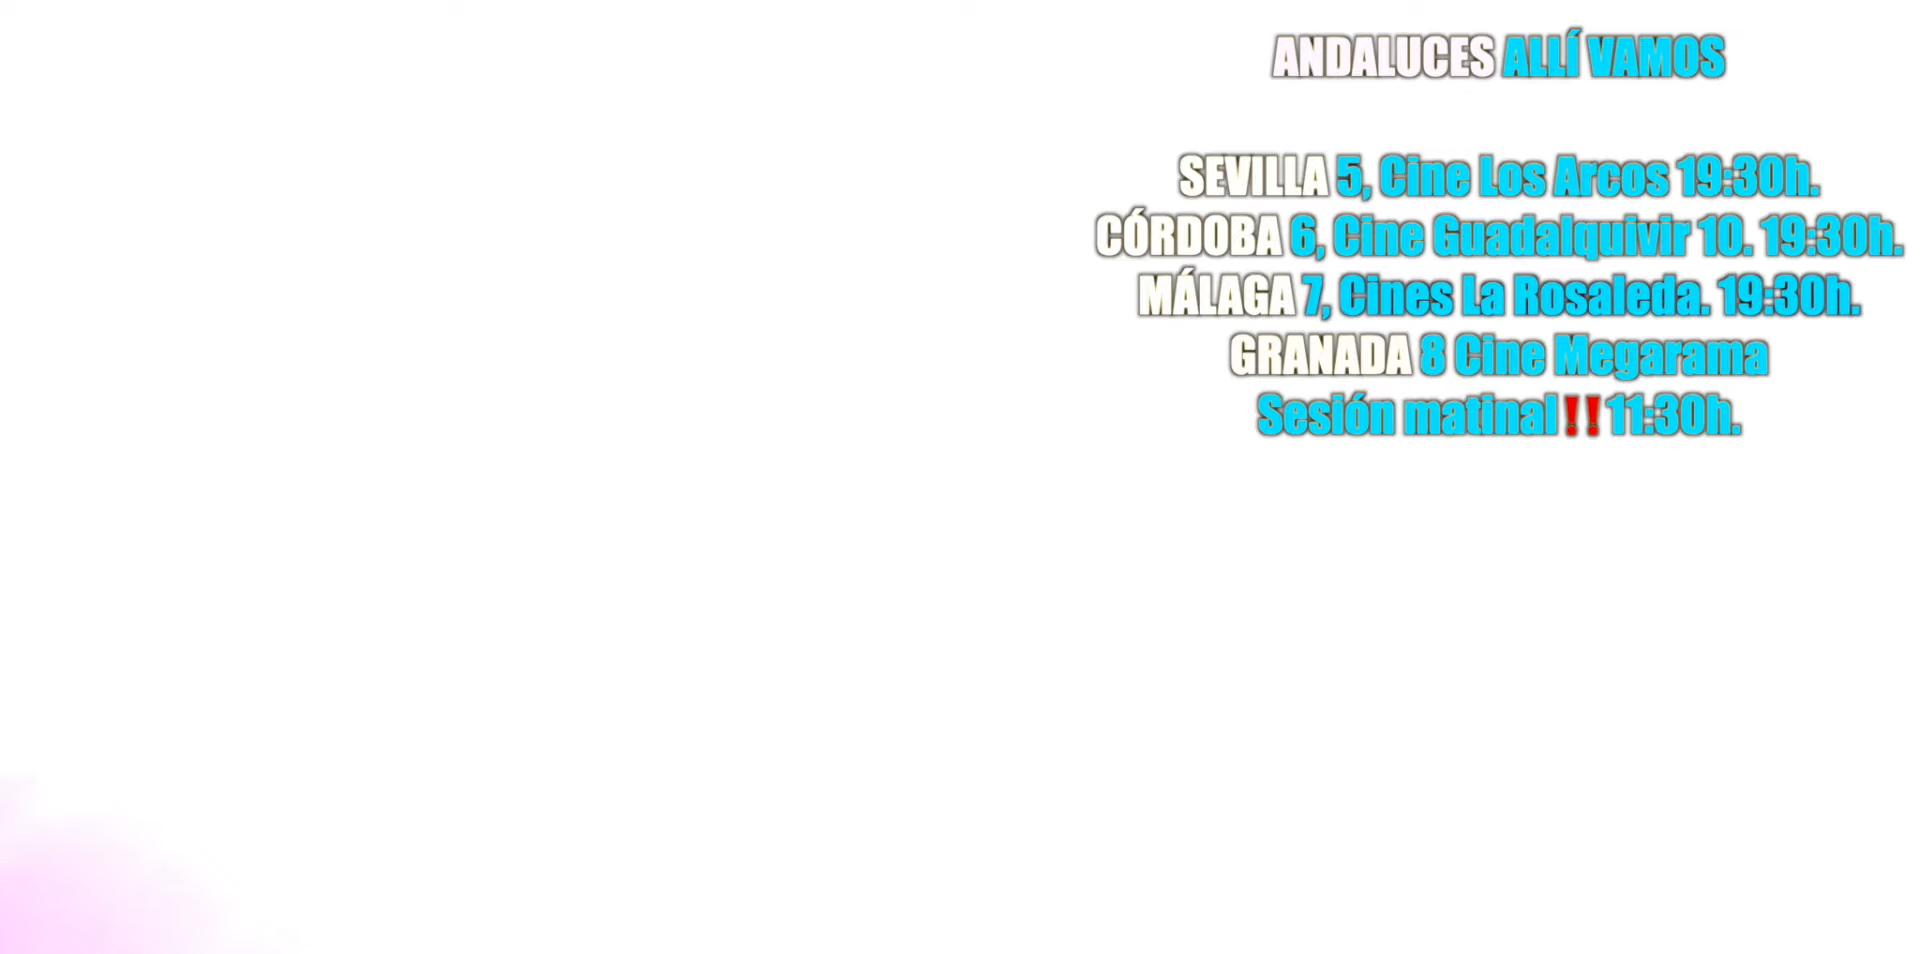 ANDALUCES ALLÍ VAMOS
SEVILLA 5, Cine Los Arcos 19:30h.
CÓRDOBA 6, Cine Guadalquivir 10. 19:30h.
MÁLAGA 7, Cines La Rosaleda. 19:30h.
GRANADA 8 Cine Megarama
Sesión matinal‼️11:30h.